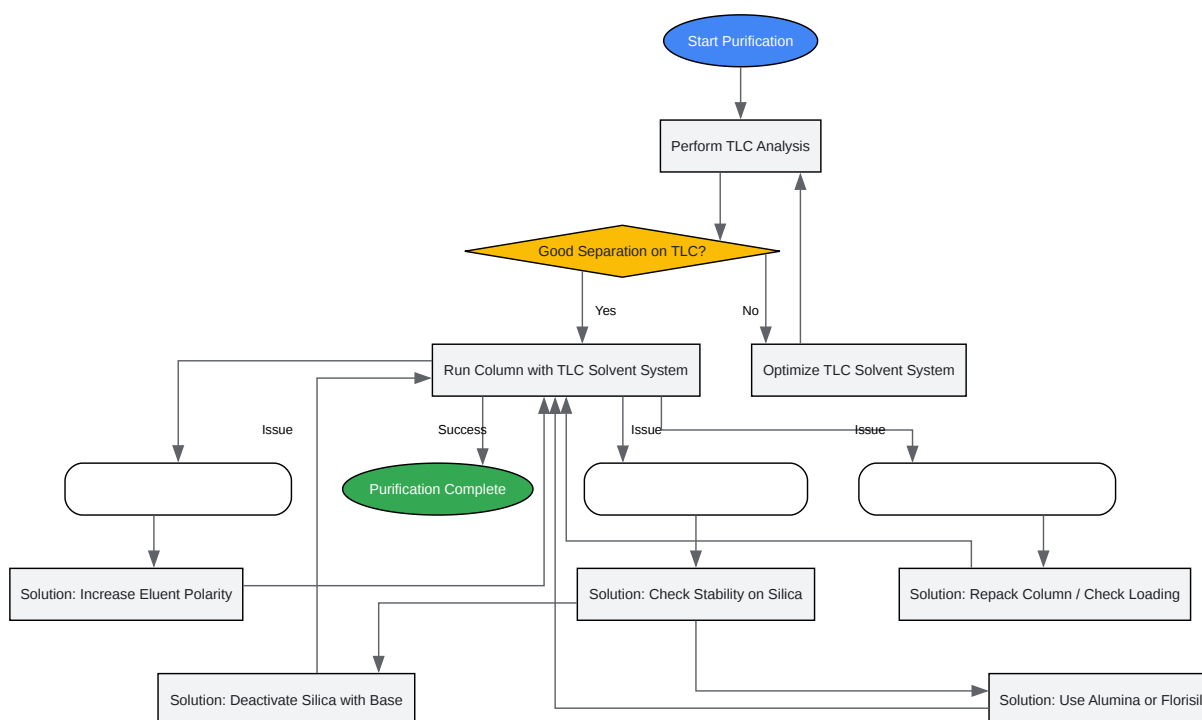 Start Purification
Perform TLC Analysis
Good Separation on TLC?
Yes
No
Run Column with TLC Solvent System
Optimize TLC Solvent System
Issue
Success
Issue
Issue
Purification Complete
Solution: Increase Eluent Polarity
Solution: Check Stability on Silica
Solution: Repack Column / Check Loading
Solution: Deactivate Silica with Base
Solution: Use Alumina or Florisil